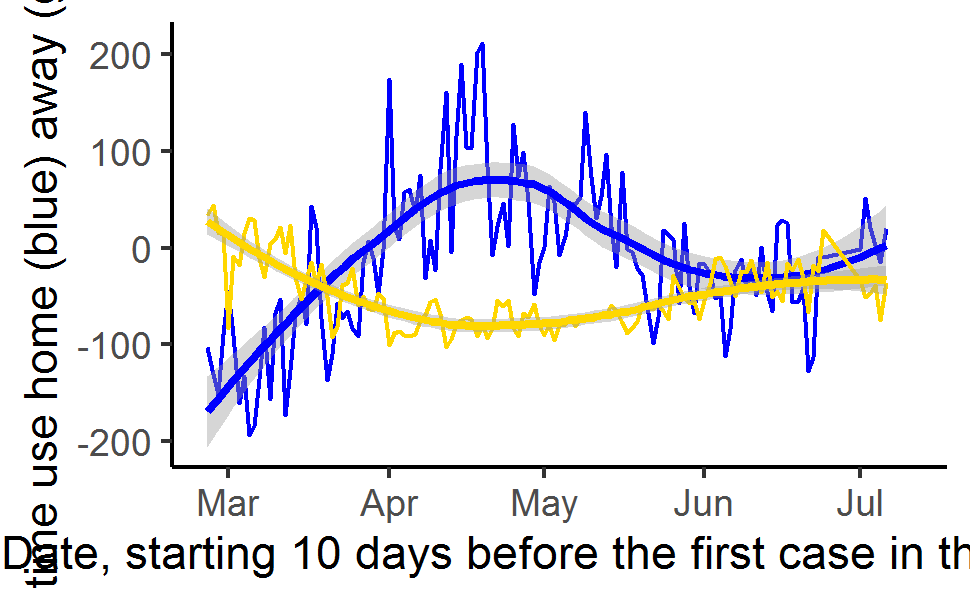 time use home (blue) away (
200
100
0
-100
-200
Mar Apr May Jun Jul
Date, starting 10 days before the first case in th